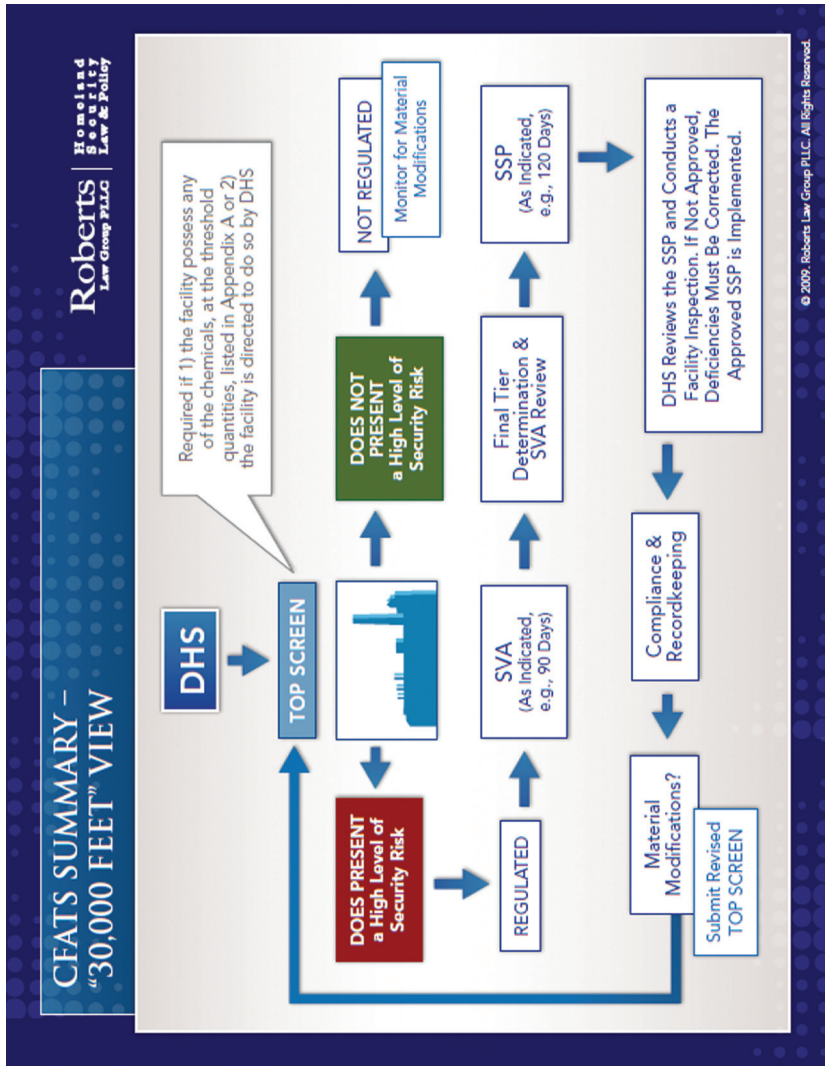 CFATS SUMMARY –
“30,000 FEET” VIEW
Roberts
Law Group PLLC
Homeland
Security
Law & Policy
DHS
TOP SCREEN
Required if 1) the facility possess any
of the chemicals, at the threshold
quantities, listed in Appendix A or 2)
the facility is directed to do so by DHS
DOES PRESENT
a High Level of
Security Risk
DOES NOT
PRESENT
a High Level of
Security Risk
NOT REGULATED
Monitor for Material
Modifications
REGULATED
SVA
(As Indicated,
e.g., 90 Days)
Final Tier
Determination &
SVA Review
SSP
(As Indicated,
e.g., 120 Days)
DHS Reviews the SSP and Conducts a
Facility Inspection. If Not Approved,
Deficiencies Must Be Corrected. The
Approved SSP is Implemented.
Compliance &
Recordkeeping
Material
Modifications?
Submit Revised
TOP SCREEN
© 2009. Roberts Law Group PLLC. All Rights Reserved.